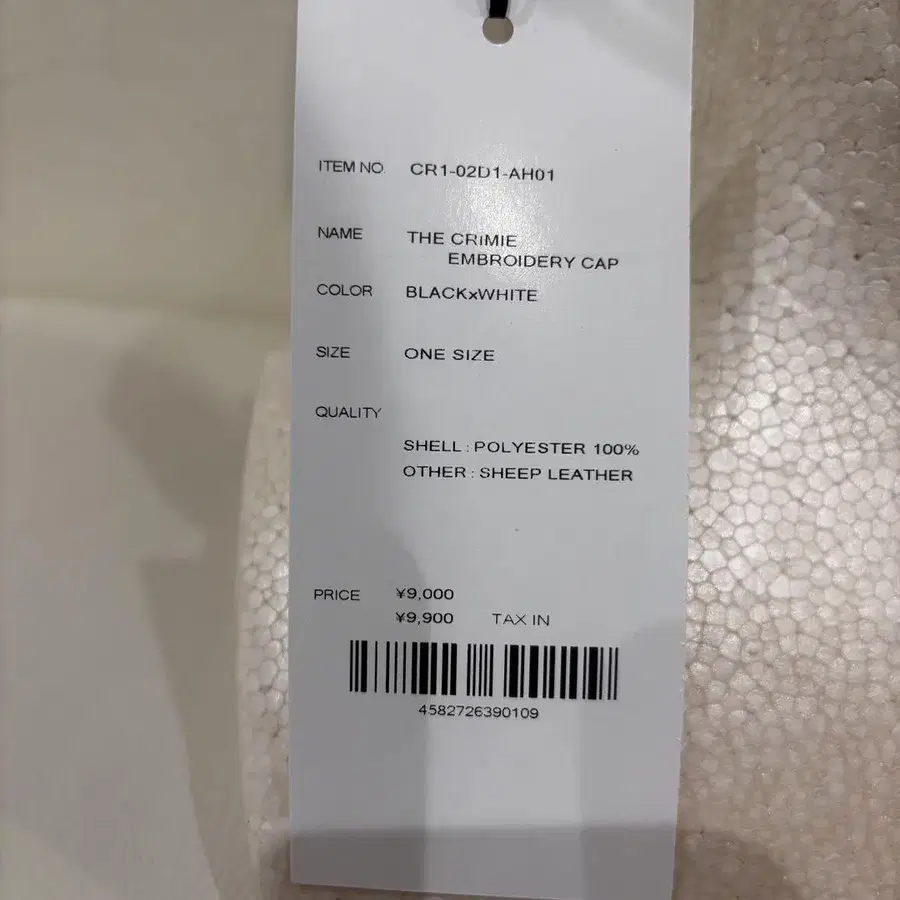 ITEM NO. CR1-02D1-AH01
NAME THE CRIMIE
EMBROIDERY CAP
COLOR BLACKxWHITE
SIZE ONE SIZE
QUALITY
SHELL : POLYESTER 100%
OTHER : SHEEP LEATHER
PRICE ¥9,000
¥9,900 TAX IN
4582726390109